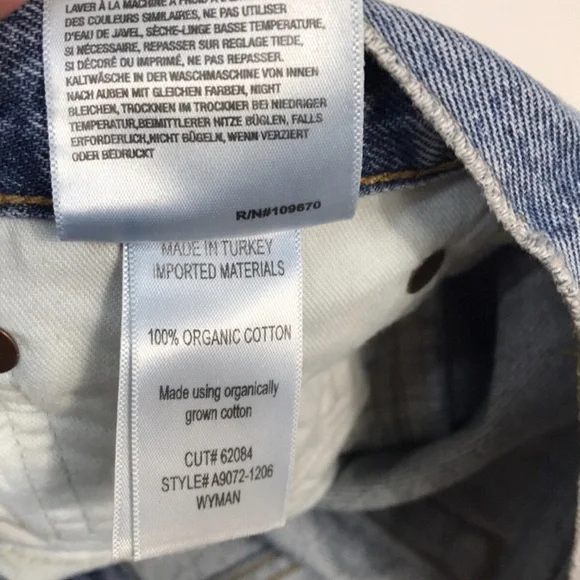 LAVER À LA MACHINE À FROID À L'ENVERS
DES COULEURS SIMILAIRES, NE PAS UTILISER
D'EAU DE JAVEL, SÈCHE-LINGE BASSE TEMPERATURE,
SI NÉCESSAIRE, REPASSER SUR REGLAGE TIEDE,
SI DÉCORÉ OU IMPRIMÉ, NE PAS REPASSER.
KALTWÄSCHE IN DER WASCHMASCHINE VON INNEN
NACH AUßEN MIT GLEICHEN FARBEN, NIGHT
BLEICHEN, TROCKNEN IM TROCKMER BEI NIEDRIGER
TEMPERATUR,BEIMITTLERER HITZE BÜGLEN, FALLS
ERFORDERLICH,HICHT BÜGELN, WENN VERZIERT
ODER BEDRUCKT
R/N#109670
MADE IN TURKEY
IMPORTED MATERIALS
100% ORGANIC COTTON
Made using organically
grown cotton
CUT# 62084
STYLE# A9072-1206
WYMAN